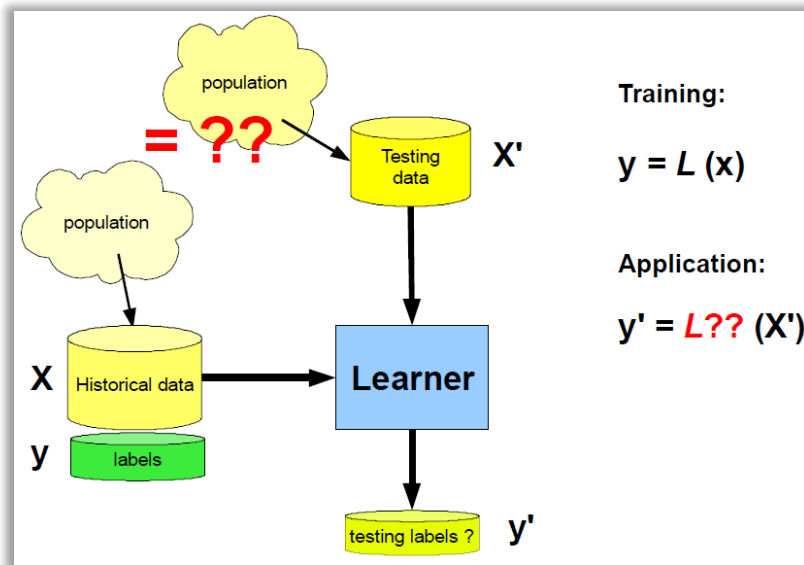 population
= ??
Testing
data
X'
population
X
Historical data
y
labels
Learner
testing labels ?
y'
Training:
y = L (x)
Application:
y' = L?? (X')